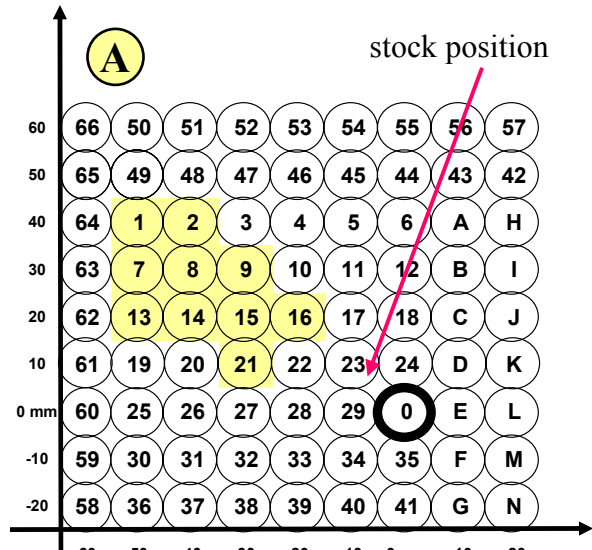 A
stock position
60 66 50 51 52 53 54 55 56 57
50 65 49 48 47 46 45 44 43 42
40 64 1 2 3 4 5 6 A H
30 63 7 8 9 10 11 12 B I
20 62 13 14 15 16 17 18 C J
10 61 19 20 21 22 23 24 D K
0 mm 60 25 26 27 28 29 0 E L
-10 59 30 31 32 33 34 35 F M
-20 58 36 37 38 39 40 41 G N